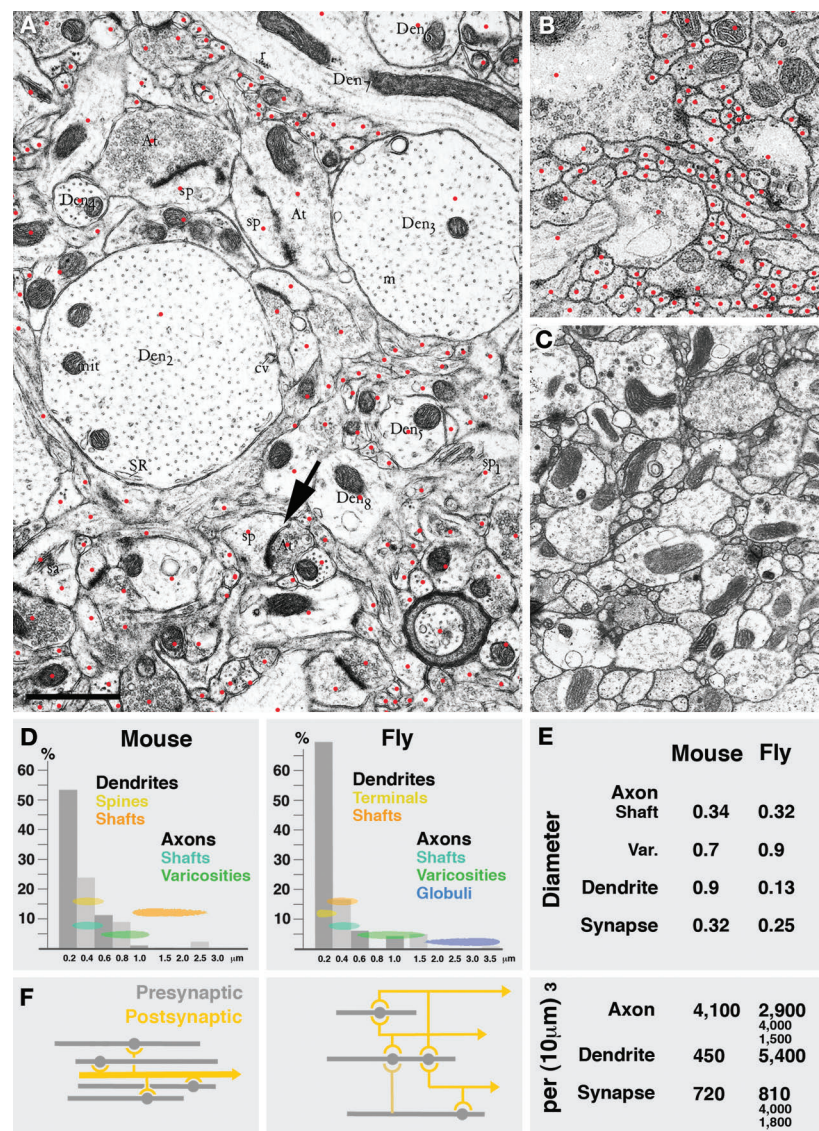 A
Den6
r
Den7
At
sp
Den4
sp
At
Den3
m
Den2
mit
cv
Den5
SR
sp1
Den8
sp
At
sa
B
C
D
Mouse
%
60
50
40
30
20
10
Dendrites
Spines
Shafts
Axons
Shafts
Varicosities
0.2 0.4 0.6 0.8 1.0 1.5 2.0 2.5 3.0 μm
Fly
%
60
50
40
30
20
10
Dendrites
Terminals
Shafts
Axons
Shafts
Varicosities
Globuli
0.2 0.4 0.6 0.8 1.0 1.5 2.0 2.5 3.0 3.5 μm
E
Mouse Fly
Diameter
Axon
Shaft 0.34 0.32
Var. 0.7 0.9
Dendrite 0.9 0.13
Synapse 0.32 0.25
F
Presynaptic
Postsynaptic
per (10μm) 3
Axon 4,100 2,900
4,000
1,500
Dendrite 450 5,400
Synapse 720 810
4,000
1,800